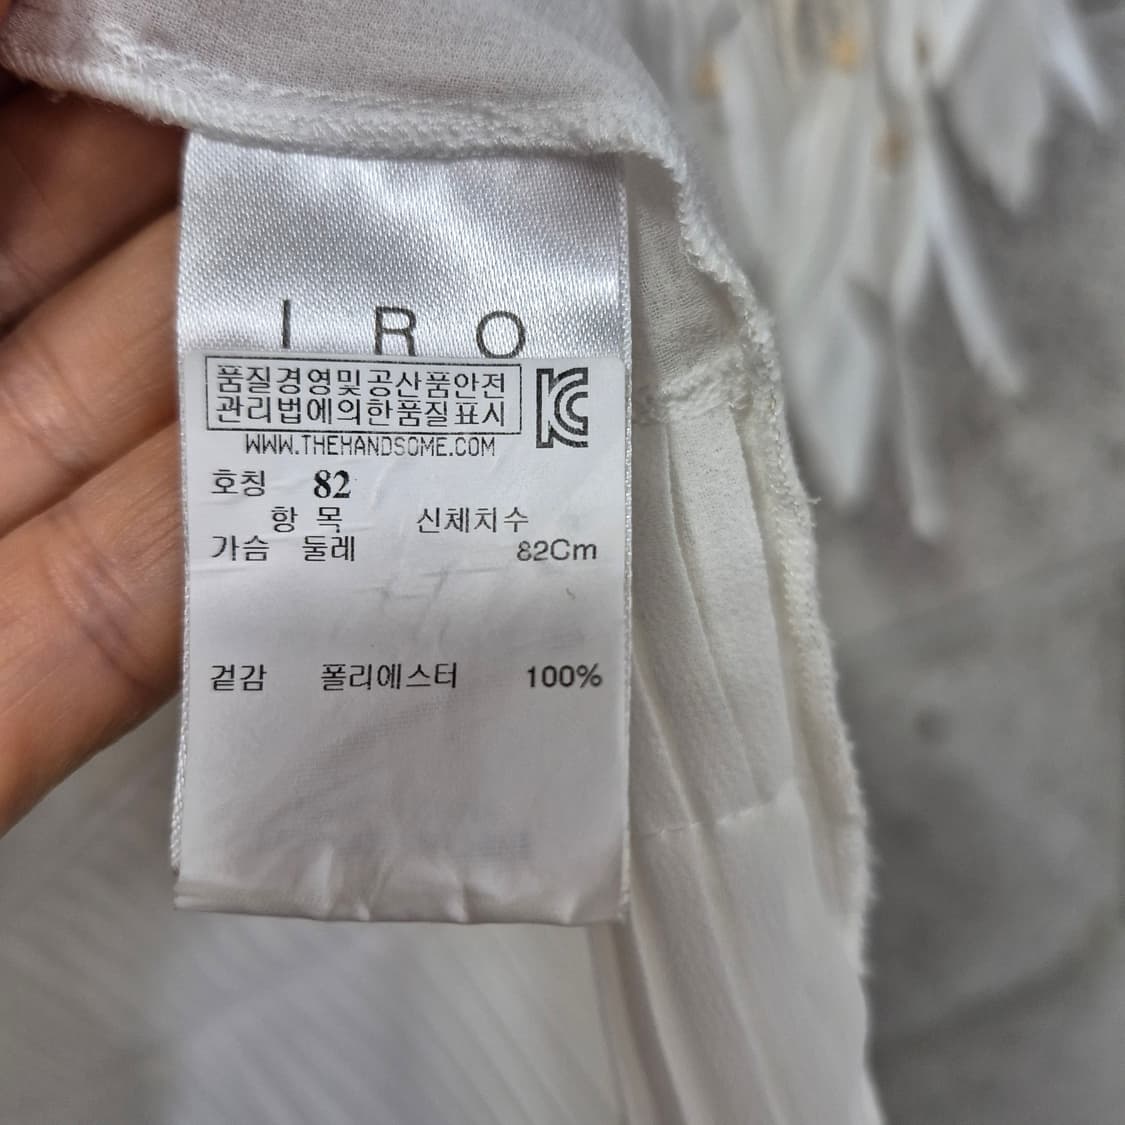 IRO
품질경영및공산품안전
관리법에의한품질표시
KC
WWW.THEHANDSOME.COM
호칭 82
항 목 신체치수
가슴 둘레 82Cm
겉감 폴리에스터 100%